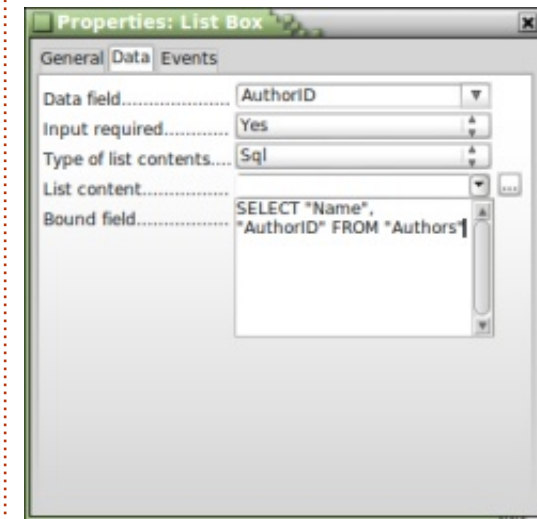 Properties: List Box
General Data Events
Data field..................... AuthorID
Input required............. Yes
Type of list contents.... Sql
List content.................
Bound field.................. SELECT "Name",
"AuthorID" FROM "Authors"